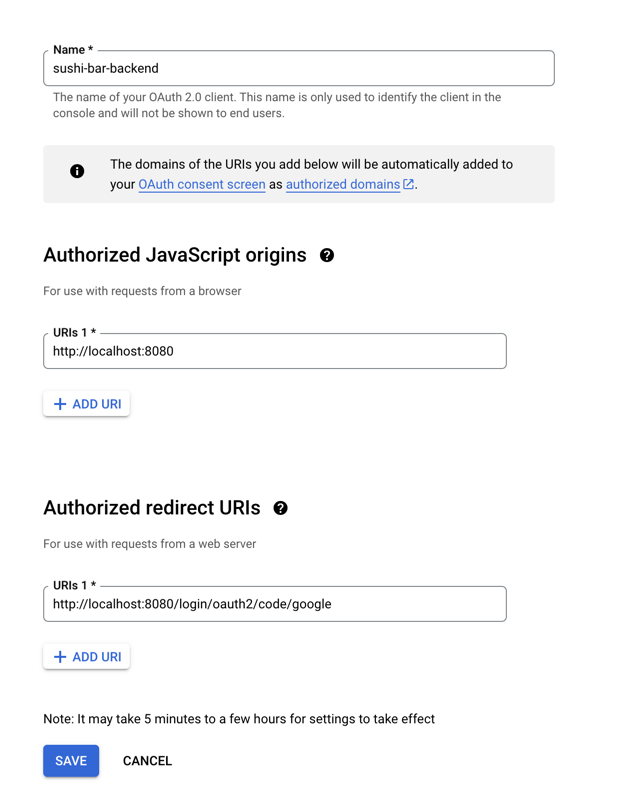 Name *
sushi-bar-backend
The name of your OAuth 2.0 client. This name is only used to identify the client in the
console and will not be shown to end users.
The domains of the URIs you add below will be automatically added to
your OAuth consent screen as authorized domains.
Authorized JavaScript origins
For use with requests from a browser
URIs 1 *
http://localhost:8080
ADD URI
Authorized redirect URIs
For use with requests from a web server
URIs 1 *
http://localhost:8080/login/oauth2/code/google
ADD URI
Note: It may take 5 minutes to a few hours for settings to take effect
SAVE CANCEL